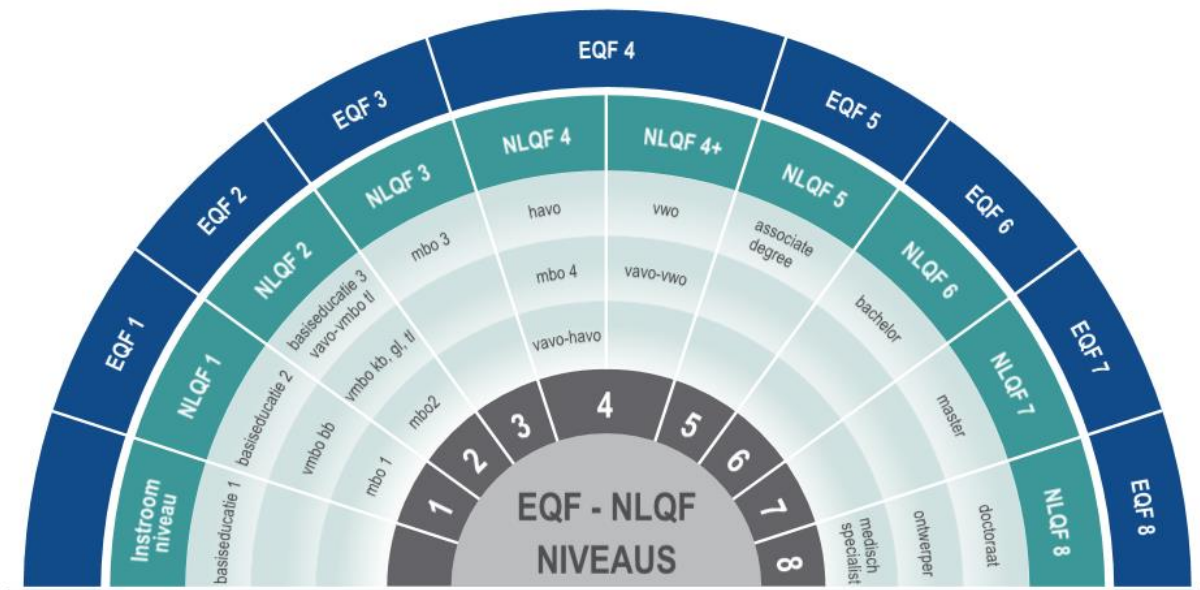 EQF 1
EQF 2
EQF 3
EQF 4
EQF 5
EQF 6
EQF 7
EQF 8
Instroom
niveau
NLQF 1
NLQF 2
NLQF 3
NLQF 4
NLQF 4+
NLQF 5
NLQF 6
NLQF 7
NLQF 8
basiseducatie 1
basiseducatie 2
vmbo bb
mbo 1
basiseducatie 3
vavo-vmbo tl
vmbo kb, gl, tl
mbo2
mbo 3
havo
mbo 4
vavo-havo
vwo
vavo-vwo
associate
degree
bachelor
master
doctoraat
ontwerper
medisch
specialist
1
2
3
4
5
6
7
8
EQF - NLQF
NIVEAUS